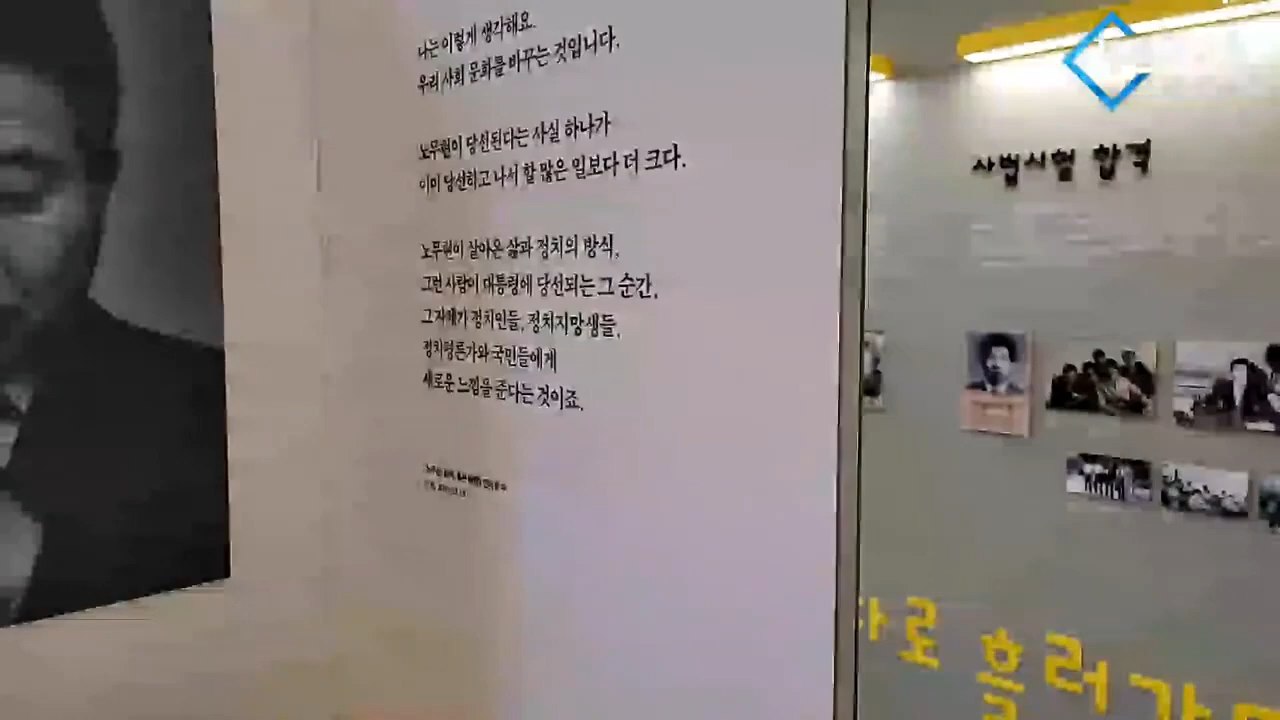 나는 이렇게 생각해요.
우리 사회 문화를 바꾸는 것입니다.
노무현이 당선된다는 사실 하나가
이미 당선하고 나서 할 많은 일보다 더 크다.
노무현이 살아온 삶과 정치의 방식,
그런 사람이 대통령에 당선되는 그 순간,
그 자체가 정치인들, 정치지망생들,
정치평론가와 국민들에게
새로운 느낌을 준다는 것이죠.
사법시험 합격
로 흘러가